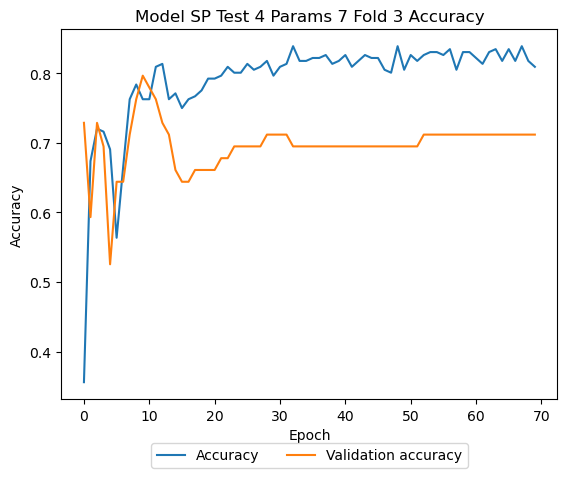 Model SP Test 4 Params 7 Fold 3 Accuracy
Accuracy
0.8
0.7
0.6
0.5
0.4
0 10 20 30 40 50 60 70
Epoch
Accuracy Validation accuracy